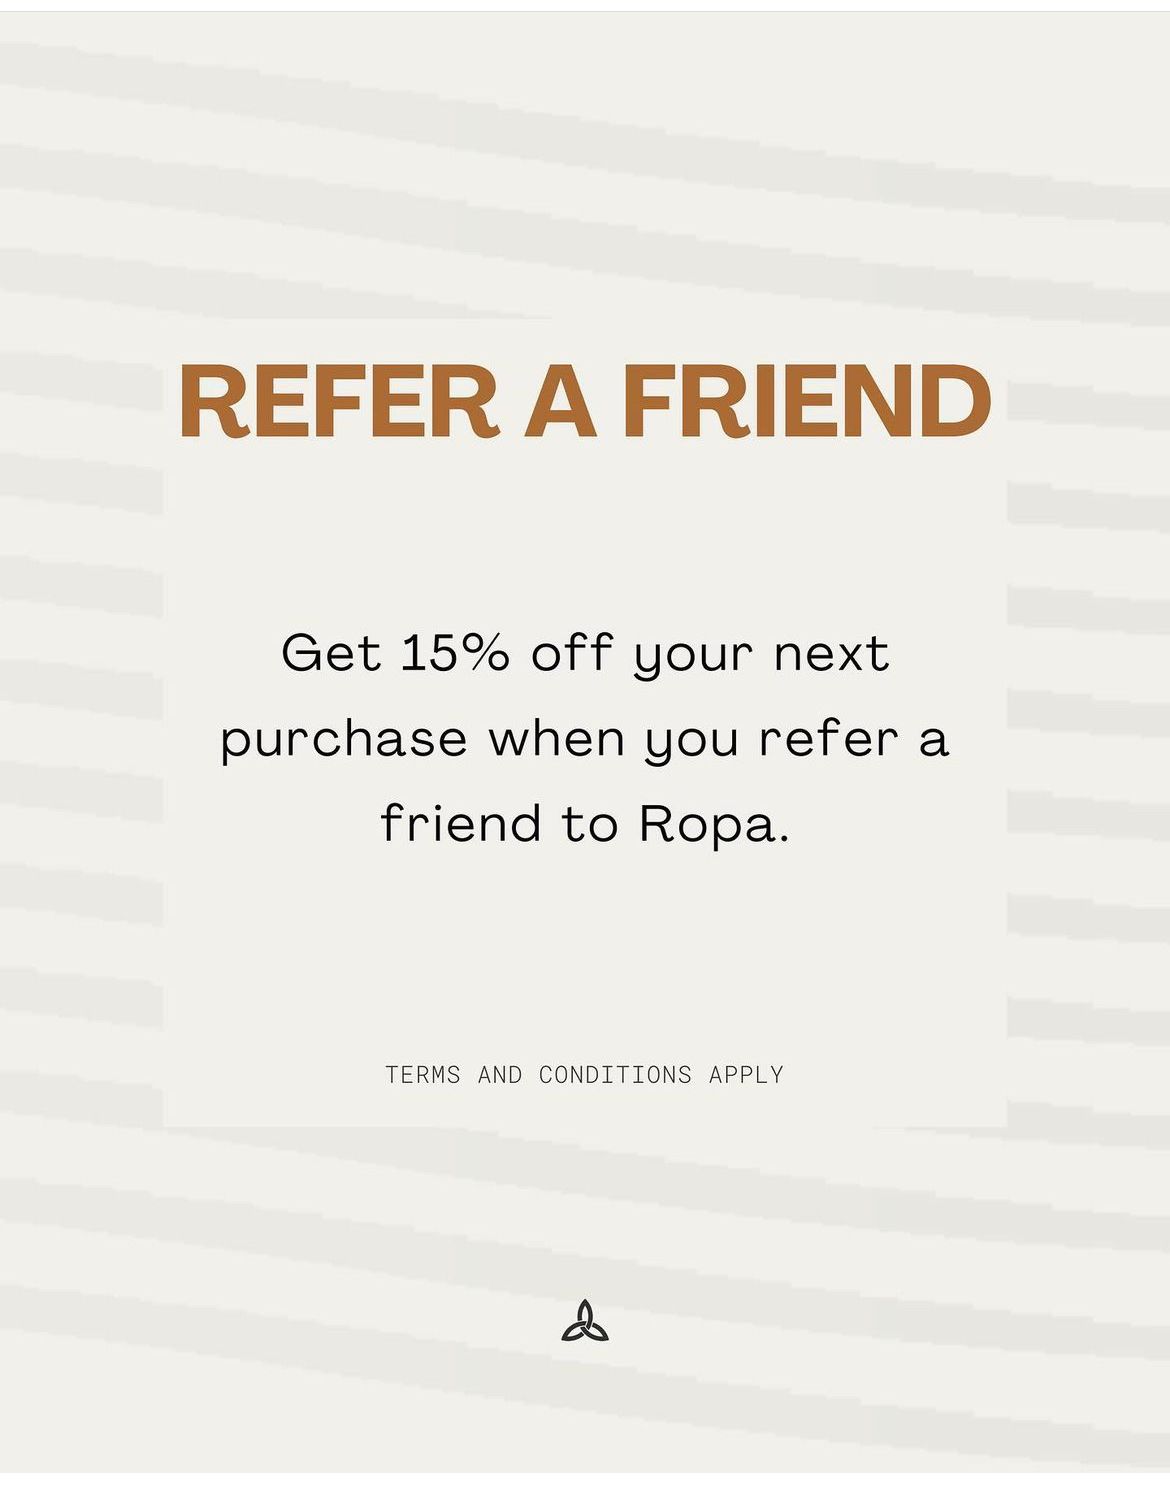 REFER A FRIEND
Get 15% off your next
purchase when you refer a
friend to Ropa.
TERMS AND CONDITIONS APPLY